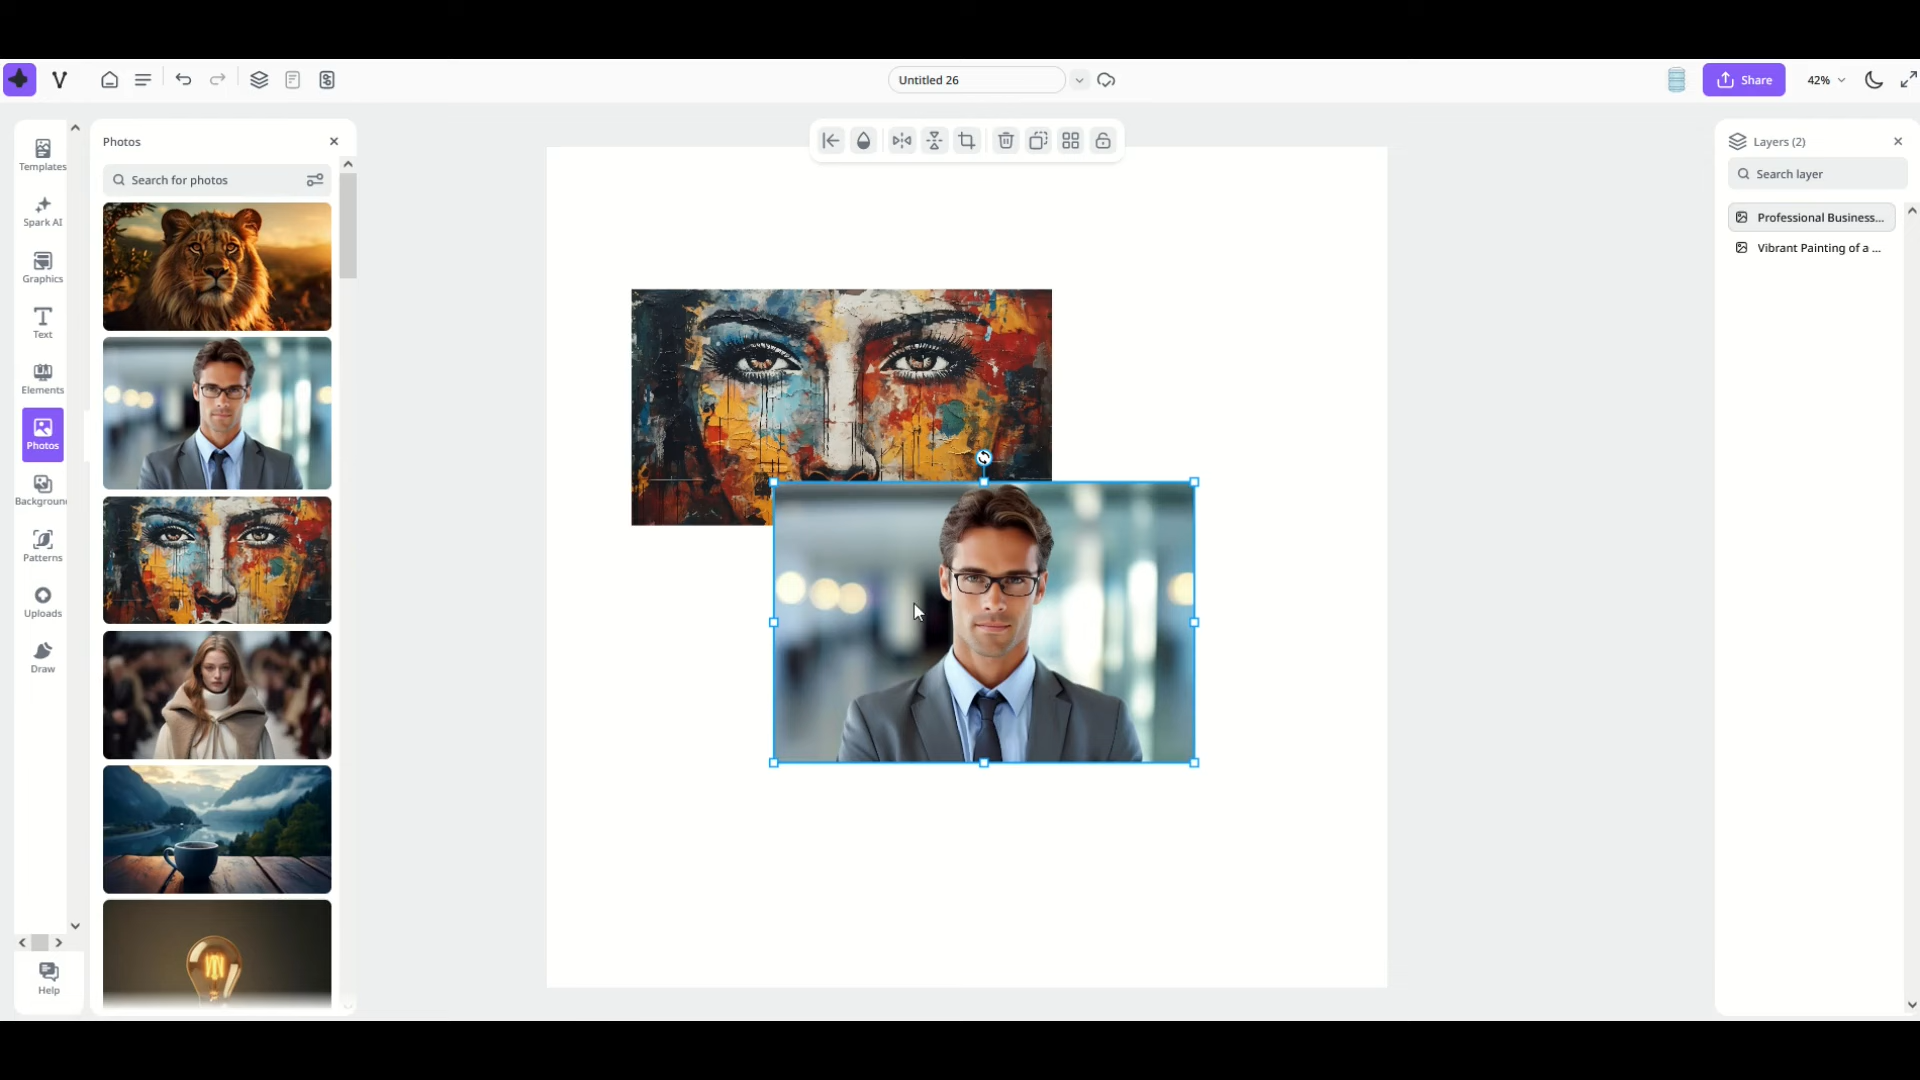 Untitled 26
Share
42%
Templates
Spark AI
Graphics
Text
Elements
Photos
Background
Patterns
Uploads
Draw
Help
Photos
Search for photos
Layers (2)
Search layer
Professional Business...
Vibrant Painting of a ...